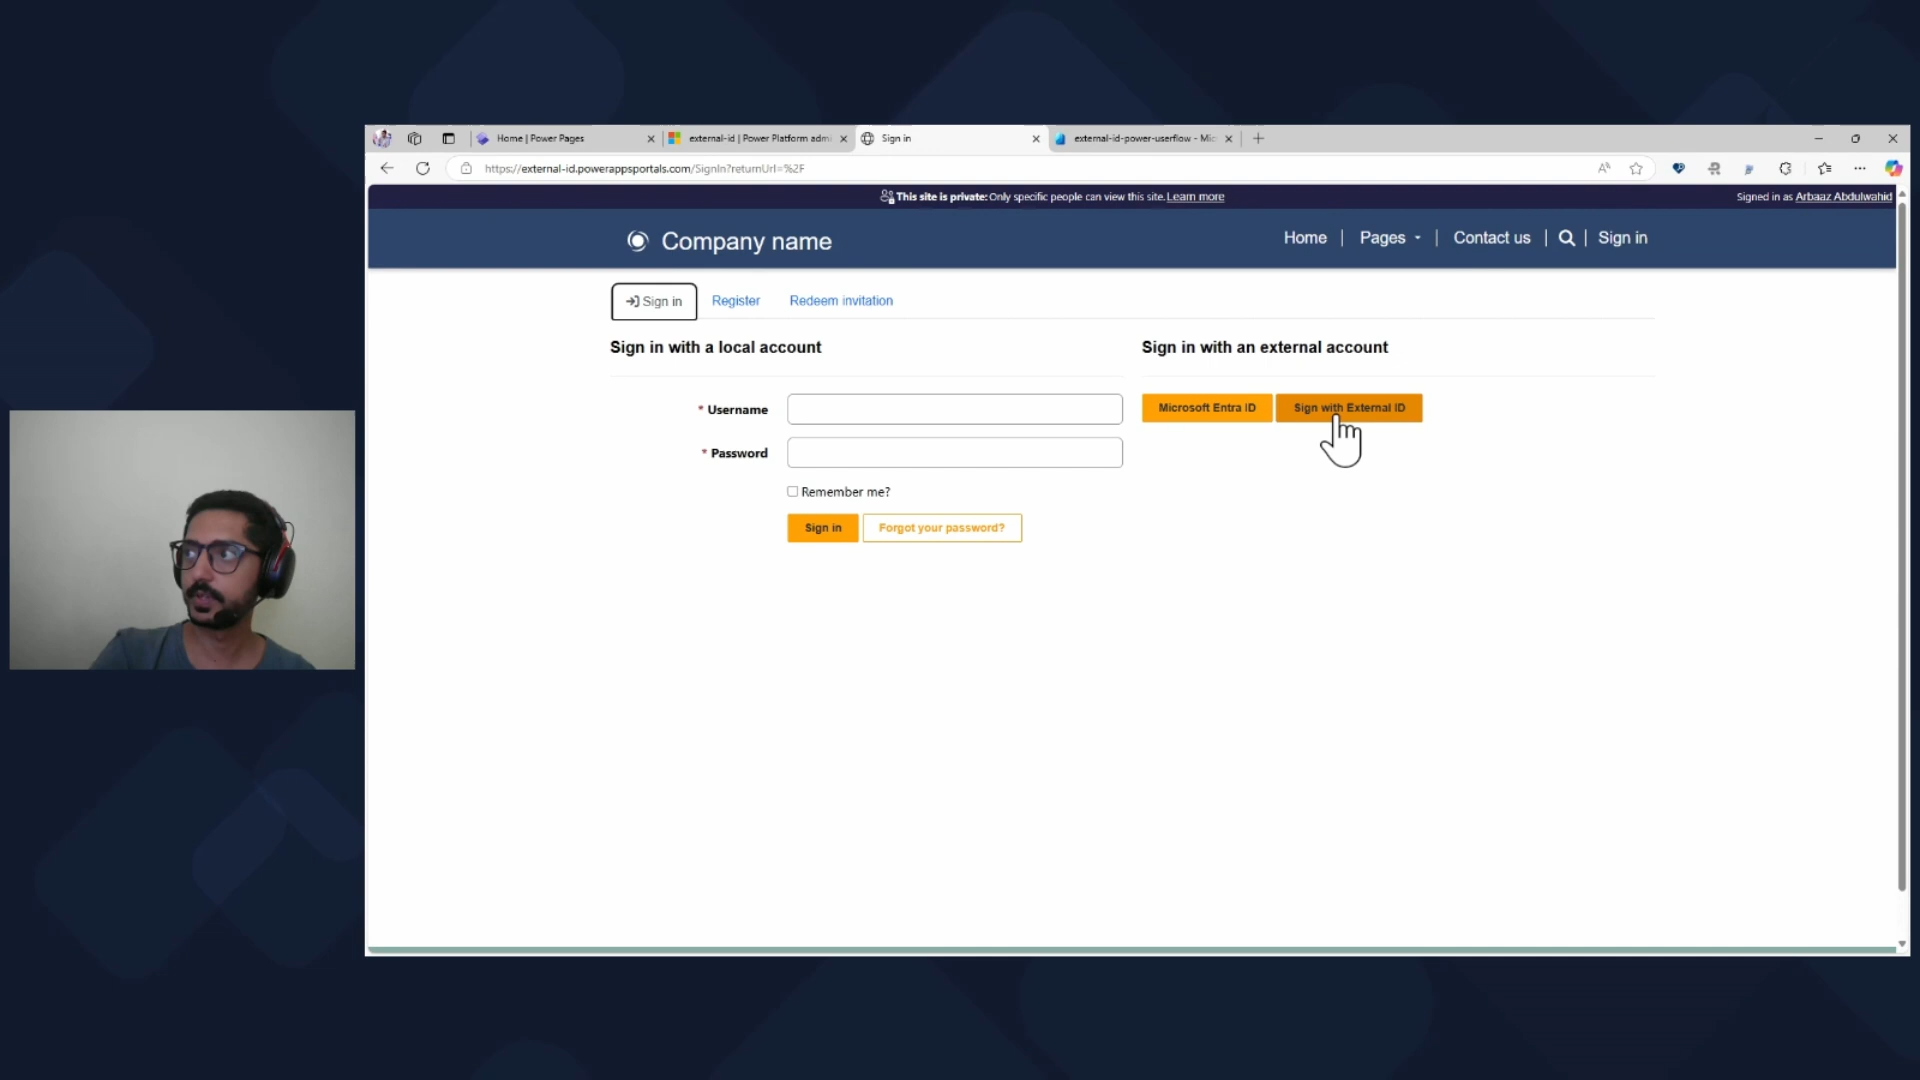 Home | Power Pages
external-id | Power Platform admi
Sign in
external-id-power-userflow - Mic
https://external-id.powerappsportals.com/SignIn?returnUrl=%2F
This site is private: Only specific people can view this site. Learn more
Signed in as Arbaaz Abdulwahid
Company name
Home | Pages | Contact us | | Sign in
Sign in Register Redeem invitation
Sign in with a local account
Sign in with an external account
* Username
Microsoft Entra ID
Sign with External ID
* Password
Remember me?
Sign in
Forgot your password?